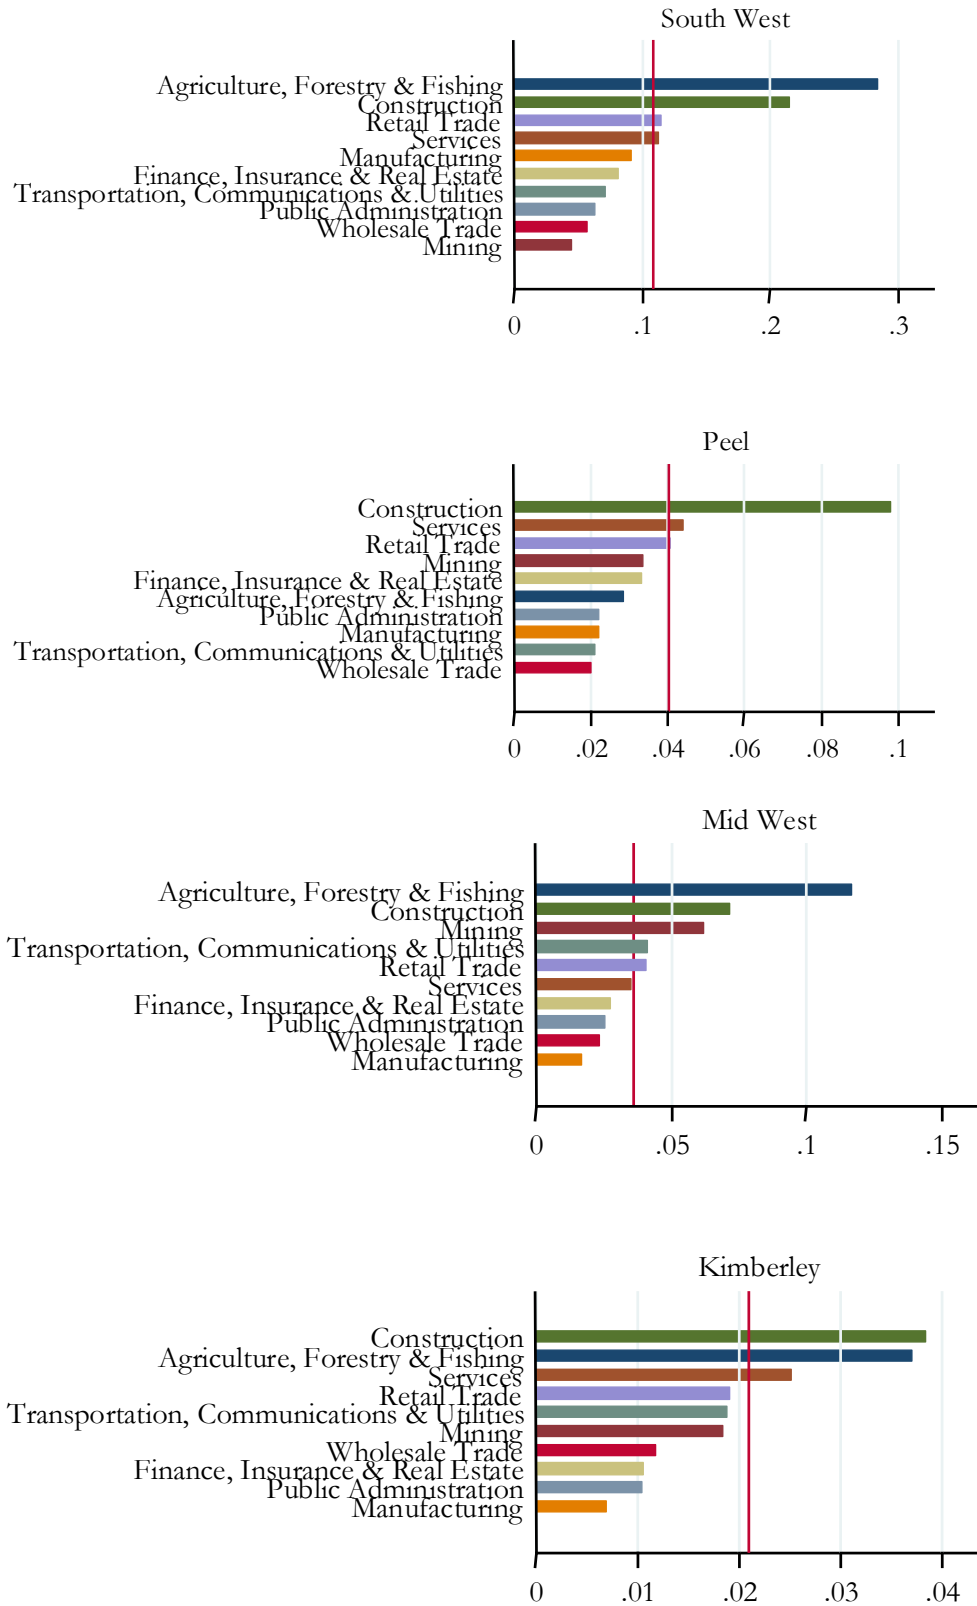 South West
Agriculture, Forestry & Fishing
Construction
Retail Trade
Services
Manufacturing
Finance, Insurance & Real Estate
Transportation, Communications & Utilities
Public Administration
Wholesale Trade
Mining
0 .1 .2 .3
Peel
Construction
Services
Retail Trade
Mining
Finance, Insurance & Real Estate
Agriculture, Forestry & Fishing
Public Administration
Manufacturing
Transportation, Communications & Utilities
Wholesale Trade
0 .02 .04 .06 .08 .1
Mid West
Agriculture, Forestry & Fishing
Construction
Mining
Transportation, Communications & Utilities
Retail Trade
Services
Finance, Insurance & Real Estate
Public Administration
Wholesale Trade
Manufacturing
0 .05 .1 .15
Kimberley
Construction
Agriculture, Forestry & Fishing
Services
Retail Trade
Transportation, Communications & Utilities
Mining
Wholesale Trade
Finance, Insurance & Real Estate
Public Administration
Manufacturing
0 .01 .02 .03 .04